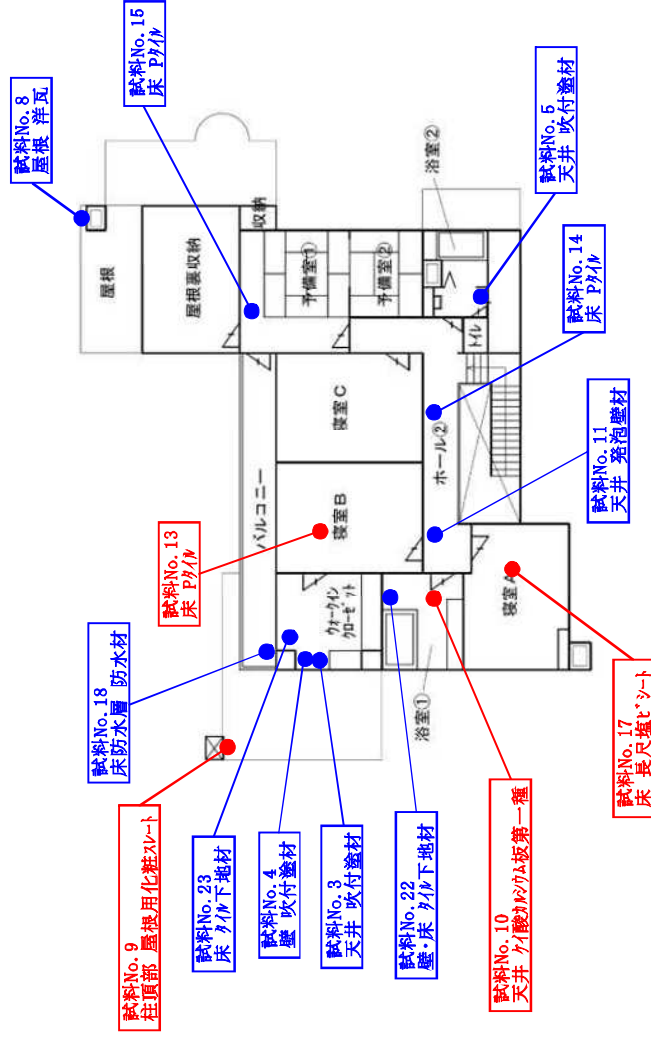 試料No. 8
屋根 洋瓦
試料No. 15
床 Pﾀｲﾙ
試料No. 5
天井 吹付塗材
試料No. 14
床 Pﾀｲﾙ
試料No. 11
天井 発泡壁材
試料No. 13
床 Pﾀｲﾙ
試料No. 18
床防水層 防水材
試料No. 9
柱頂部 屋根用化粧ｽﾚｰﾄ
試料No. 23
床 ﾀｲﾙ下地材
試料No. 4
壁 吹付塗材
試料No. 3
天井 吹付塗材
試料No. 22
壁・床 ﾀｲﾙ下地材
試料No. 10
天井 ｹｲ酸ｶﾙｼｳﾑ板第一種
試料No. 17
床 長尺塩ﾋﾞｼｰﾄ
屋根
屋根裏収納
収納
予備室①
予備室②
浴室②
トイレ
バルコニー
寝室C
寝室B
ホール②
ウォークイン
クローゼット
浴室①
寝室A